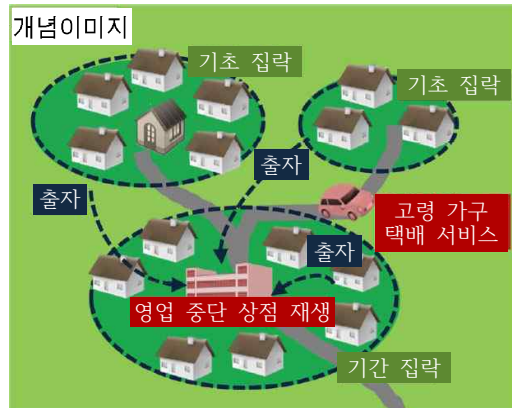 개념이미지
기초 집락
기초 집락
출자
출자
고령 가구
택배 서비스
출자
영업 중단 상점 재생
기간 집락